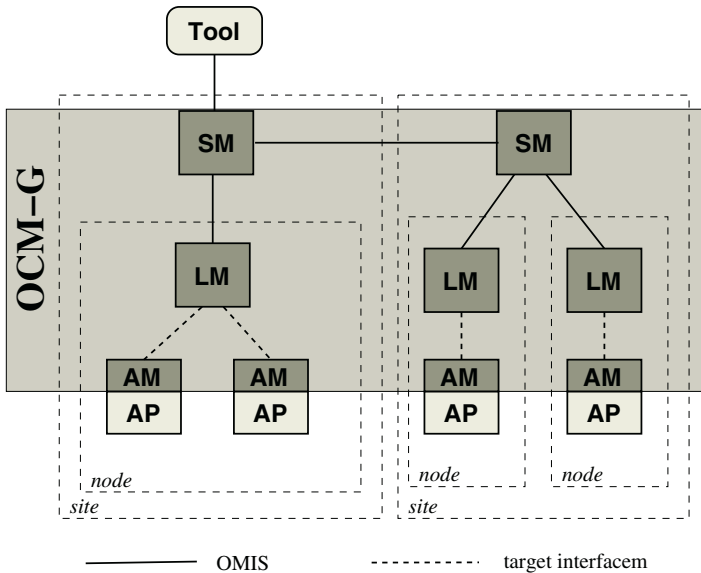 Tool
SM
SM
OCM–G
LM
LM
LM
AM
AM
AM
AM
AP
AP
AP
AP
node
node
node
site
site
OMIS
target interfacem